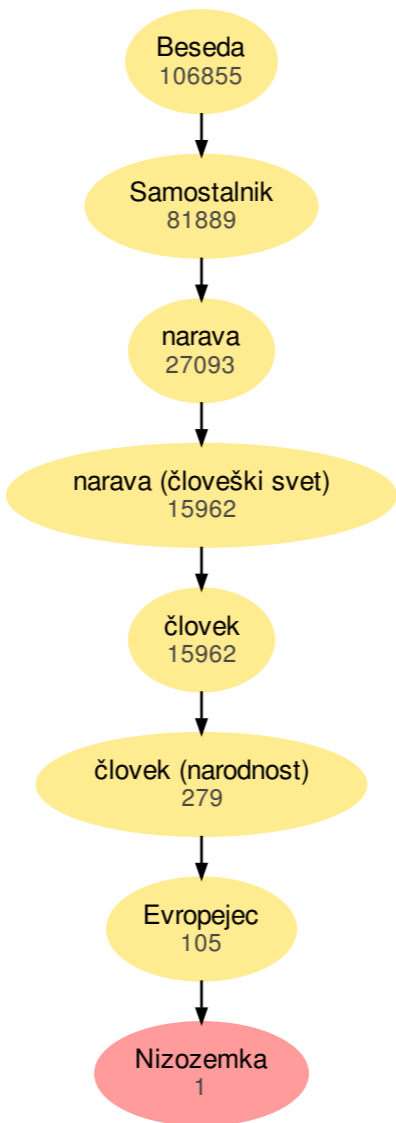 Beseda
106855
Samostalnik
81889
narava
27093
narava (človeški svet)
15962
človek
15962
človek (narodnost)
279
Evropejec
105
Nizozemka
1